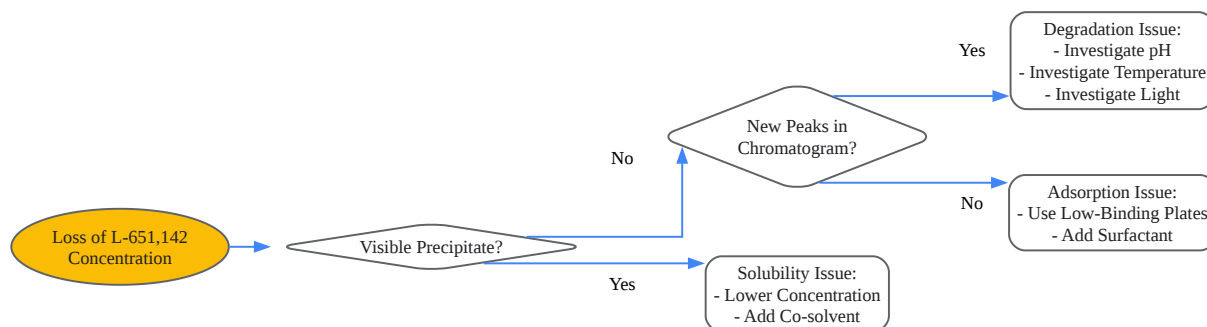 Loss of L-651,142
Concentration
Visible Precipitate?
No
Yes
New Peaks in
Chromatogram?
Yes
No
Degradation Issue:
- Investigate pH
- Investigate Temperature
- Investigate Light
Adsorption Issue:
- Use Low-Binding Plates
- Add Surfactant
Solubility Issue:
- Lower Concentration
- Add Co-solvent